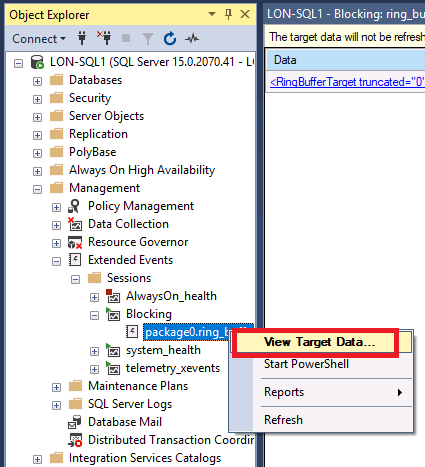 Object Explorer
Connect
LON-SQL1 (SQL Server 15.0.2070.41 - L
Databases
Security
Server Objects
Replication
PolyBase
Always On High Availability
Management
Policy Management
Data Collection
Resource Governor
Extended Events
Sessions
AlwaysOn_health
Blocking
package0.ring_b
system_health
telemetry_xevents
Maintenance Plans
SQL Server Logs
Database Mail
Distributed Transaction Coordin
Integration Services Catalogs
LON-SQL1 - Blocking: ring_bu
The target data will not be refresh
Data
<RingBufferTarget truncated="0"
View Target Data...
Start PowerShell
Reports
Refresh